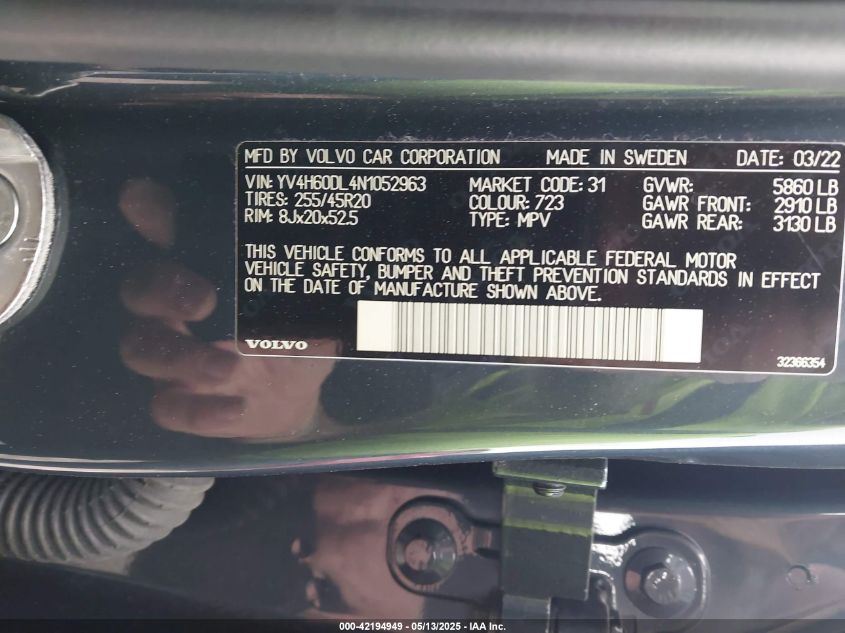 MFD BY VOLVO CAR CORPORATION MADE IN SWEDEN DATE: 03/22
VIN: YV4H60DL4N1052963 MARKET CODE: 31 GVWR: 5860 LB
TIRES: 255/45R20 COLOUR: 723 GAWR FRONT: 2910 LB
RIM: 8Jx20x52.5 TYPE: MPV GAWR REAR: 3130 LB
THIS VEHICLE CONFORMS TO ALL APPLICABLE FEDERAL MOTOR
VEHICLE SAFETY, BUMPER AND THEFT PREVENTION STANDARDS IN EFFECT
ON THE DATE OF MANUFACTURE SHOWN ABOVE.
VOLVO 32366354
000-42194949 - 05/13/2025 - IAA Inc.